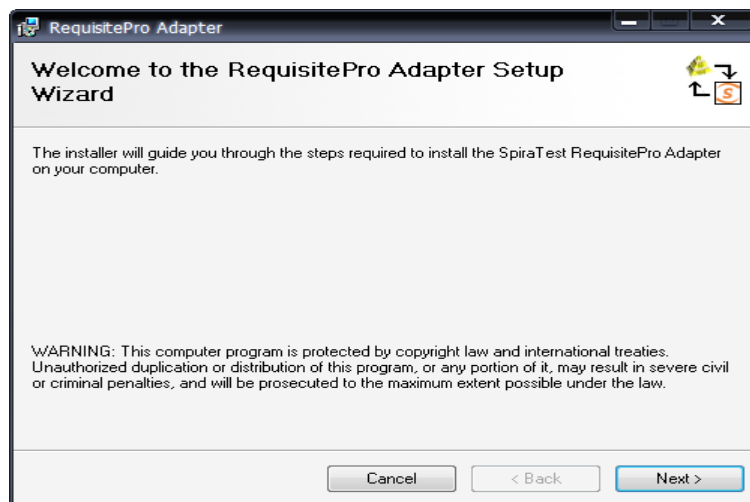 RequisitePro Adapter
Welcome to the RequisitePro Adapter Setup
Wizard
S
The installer will guide you through the steps required to install the SpiraTest RequisitePro Adapter
on your computer.
WARNING: This computer program is protected by copyright law and international treaties.
Unauthorized duplication or distribution of this program, or any portion of it, may result in severe civil
or criminal penalties, and will be prosecuted to the maximum extent possible under the law.
Cancel
< Back
Next >